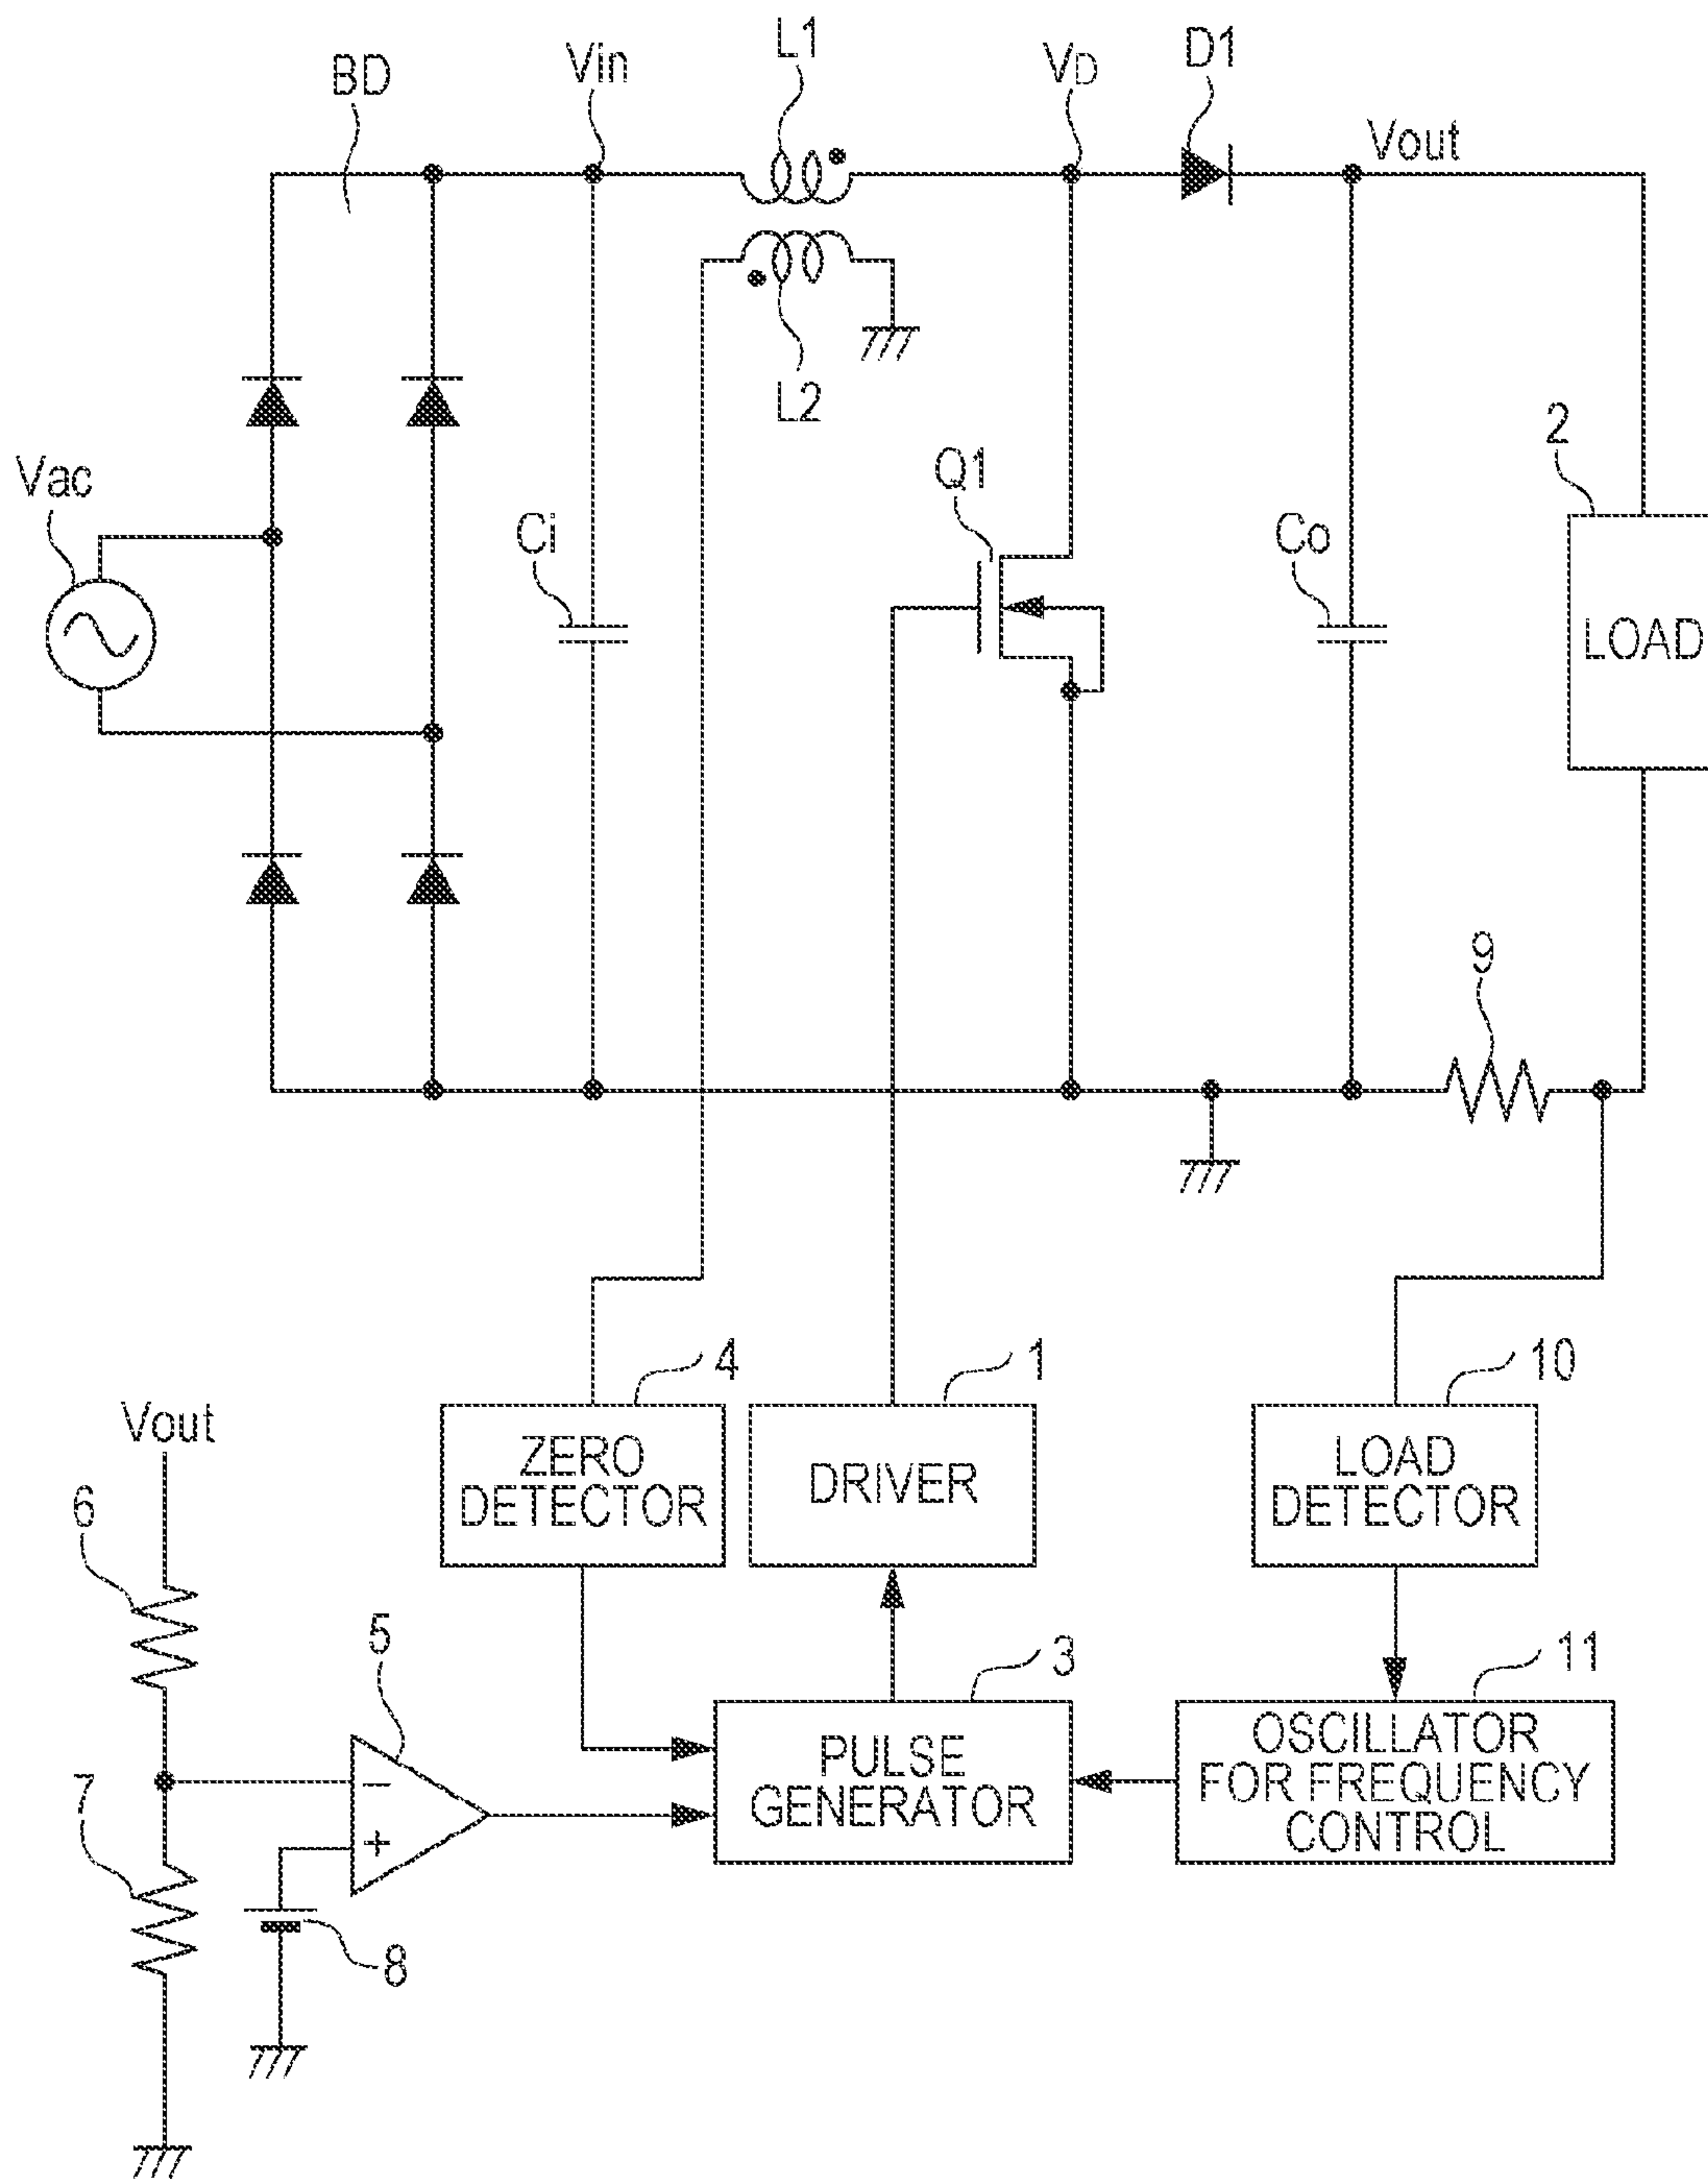 L1
D1
Vin
VD
BD
Vout
L2
2
Q1
Vac
Ci
Co
LOAD
9
4
1
10
Vout
ZERO
DETECTOR
DRIVER
LOAD
DETECTOR
6
5
3
11
PULSE
GENERATOR
OSCILLATOR
FOR FREQUENCY
CONTROL
7
−
+
8